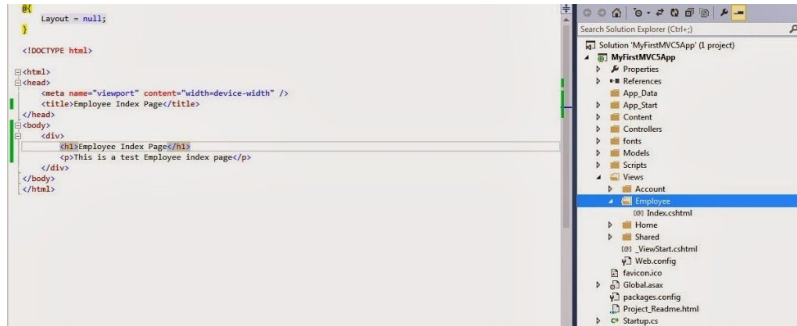 @{
Layout = null;
}
<!DOCTYPE html>
<html>
<head>
<meta name="viewport" content="width=device-width" />
<title>Employee Index Page</title>
</head>
<body>
<div>
<h1>Employee Index Page</h1>
<p>This is a test Employee index page</p>
</div>
</body>
</html>
Search Solution Explorer (Ctrl+;)
Solution 'MyFirstMVC5App' (1 project)
MyFirstMVC5App
Properties
References
App_Data
App_Start
Content
Controllers
fonts
Models
Scripts
Views
Account
Employee
Index.cshtml
Home
Shared
_ViewStart.cshtml
Web.config
favicon.ico
Global.asax
packages.config
Project_Readme.html
Startup.cs